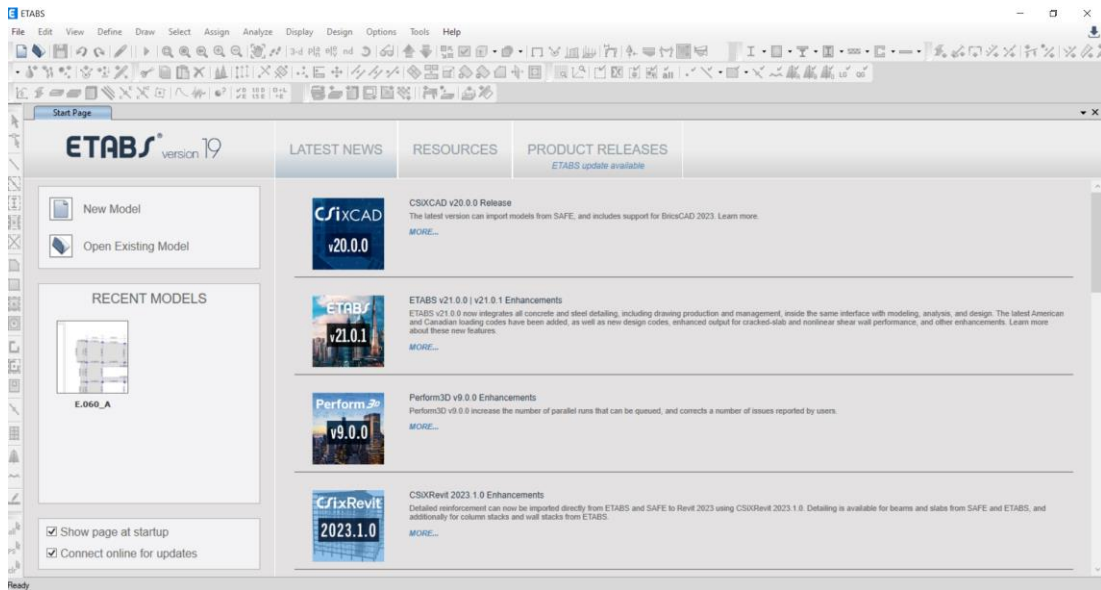 ETABS
File Edit View Define Draw Select Assign Analyze Display Design Options Tools Help
Start Page
ETABS® version 19
LATEST NEWS
RESOURCES
PRODUCT RELEASES
ETABS update available
New Model
Open Existing Model
RECENT MODELS
E.060_A
Show page at startup
Connect online for updates
CSiXCAD
v20.0.0
CSiXCAD v20.0.0 Release
The latest version can import models from SAFE, and includes support for BricsCAD 2023. Learn more.
MORE...
ETABS
v21.0.1
ETABS v21.0.0 | v21.0.1 Enhancements
ETABS v21.0.0 now integrates all concrete and steel detailing, including drawing production and management, inside the same interface with modeling, analysis, and design. The latest American
and Canadian loading codes have been added, as well as new design codes, enhanced output for cracked-slab and nonlinear shear wall performance, and other enhancements. Learn more
about these new features.
MORE...
Perform 3D
v9.0.0
Perform3D v9.0.0 Enhancements
Perform3D v9.0.0 increase the number of parallel runs that can be queued, and corrects a number of issues reported by users.
MORE...
CSiXRevit
2023.1.0
CSiXRevit 2023.1.0 Enhancements
Detailed reinforcement can now be imported directly from ETABS and SAFE to Revit 2023 using CSiXRevit 2023.1.0. Detailing is available for beams and slabs from SAFE and ETABS, and
additionally for column stacks and wall stacks from ETABS.
MORE...
Ready